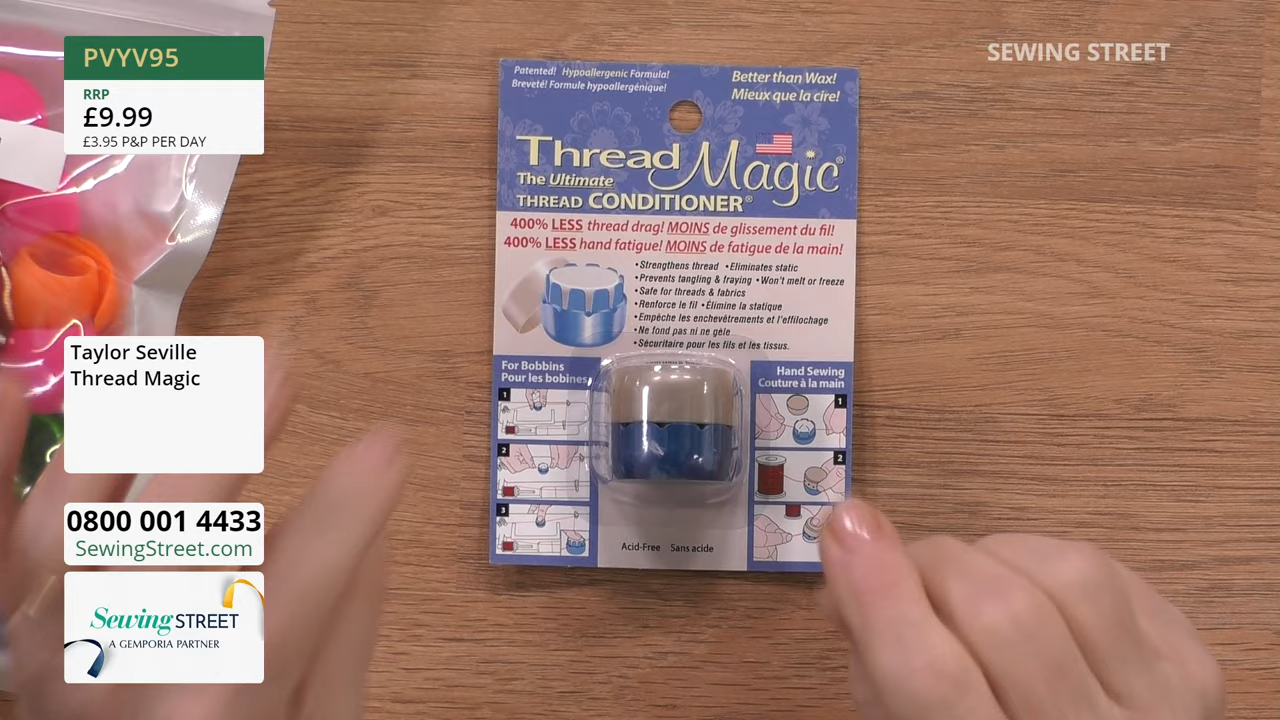 PVYV95
RRP
£9.99
£3.95 P&P PER DAY
Taylor Seville
Thread Magic
0800 001 4433
SewingStreet.com
Sewing STREET
A GEMPORIA PARTNER
SEWING STREET
Patented! Hypoallergenic Formula!
Breveté! Formule hypoallergénique!
Better than Wax!
Mieux que la cire!
Thread Magic®
The Ultimate
THREAD CONDITIONER®
400% LESS thread drag! MOINS de glissement du fil!
400% LESS hand fatigue! MOINS de fatigue de la main!
•Strengthens thread •Eliminates static
•Prevents tangling & fraying •Won't melt or freeze
•Safe for threads & fabrics
•Renforce le fil •Élimine la statique
•Empêche les enchevêtrements et l'effilochage
•Ne fond pas ni ne gèle
•Sécuritaire pour les fils et les tissus.
For Bobbins
Pour les bobines
1
2
3
Hand Sewing
Couture à la main
1
2
Acid-Free Sans acide